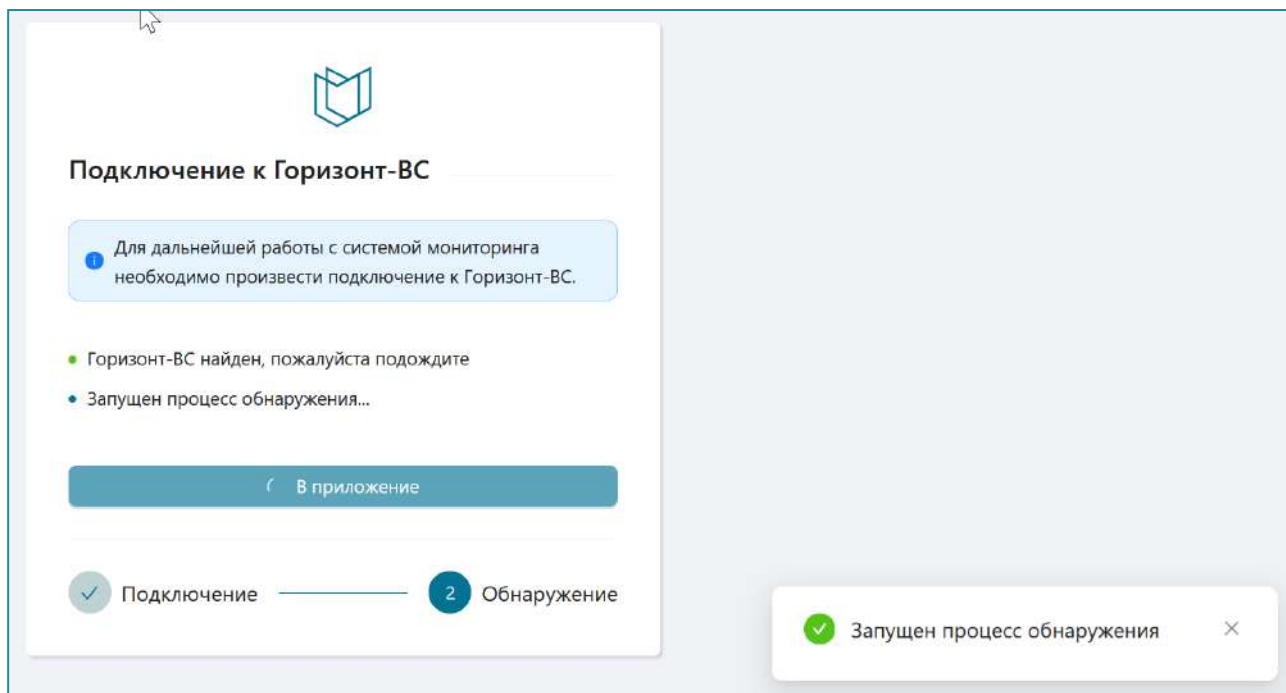 Подключение к Горизонт-ВС
Для дальнейшей работы с системой мониторинга
необходимо произвести подключение к Горизонт-ВС.
Горизонт-ВС найден, пожалуйста подождите
Запущен процесс обнаружения...
В приложение
Подключение
2 Обнаружение
Запущен процесс обнаружения